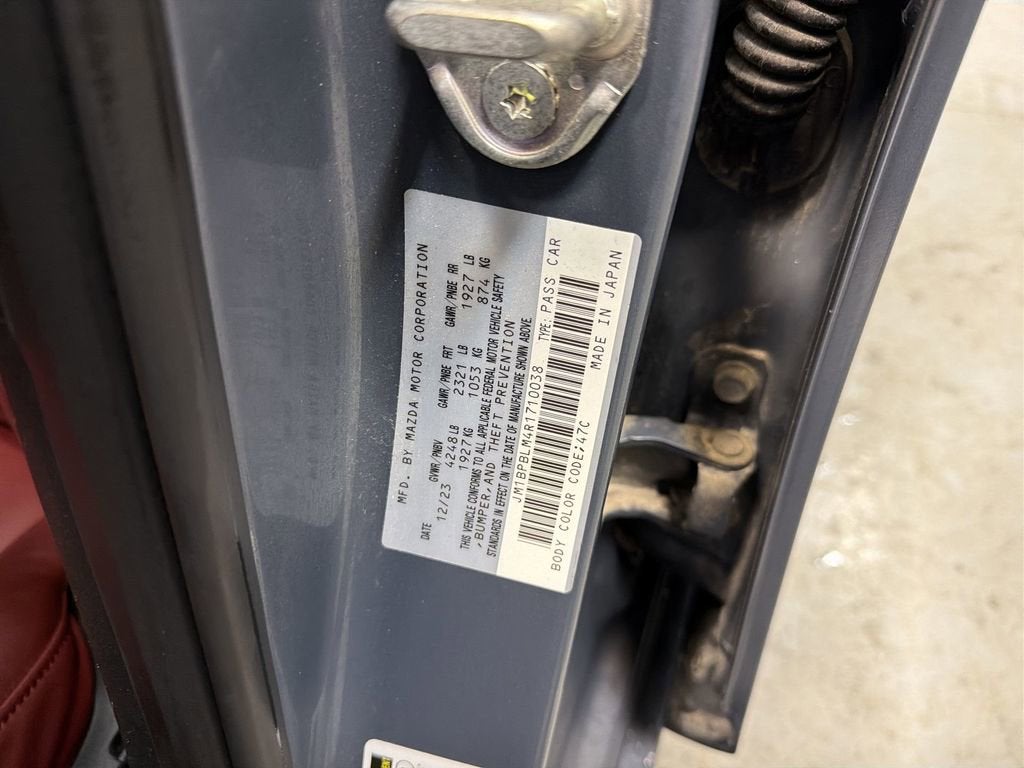 MFD. BY MAZDA MOTOR CORPORATION
DATE GVWR/PNBV GAWR/PNBE FRT GAWR/PNBE RR
12/23 4248 LB 2321 LB 1927 LB
1927 KG 1053 KG 874 KG
THIS VEHICLE CONFORMS TO ALL APPLICABLE FEDERAL MOTOR VEHICLE SAFETY
,BUMPER,AND THEFT PREVENTION
STANDARDS IN EFFECT ON THE DATE OF MANUFACTURE SHOWN ABOVE.
JM1BPBLM4R1710038 TYPE: PASS CAR
BODY COLOR CODE:47C MADE IN JAPAN